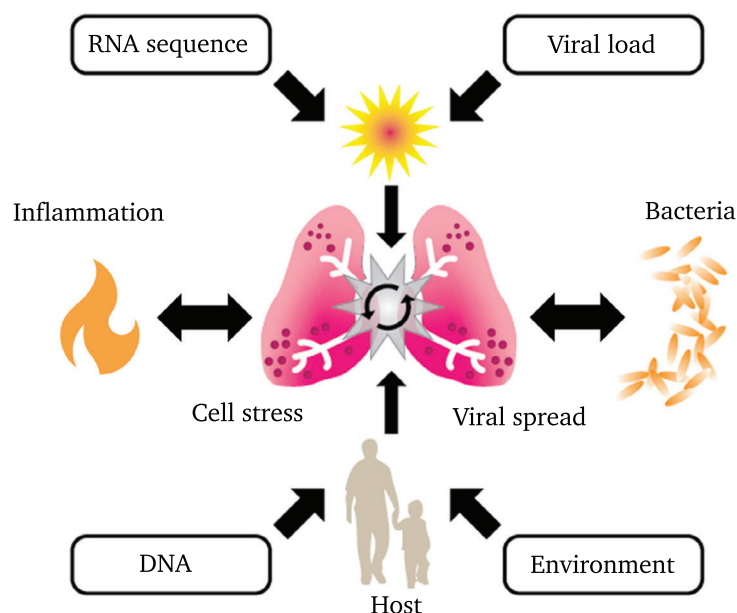 RNA sequence
Viral load
Inflammation
Bacteria
Cell stress
Viral spread
DNA
Environment
Host